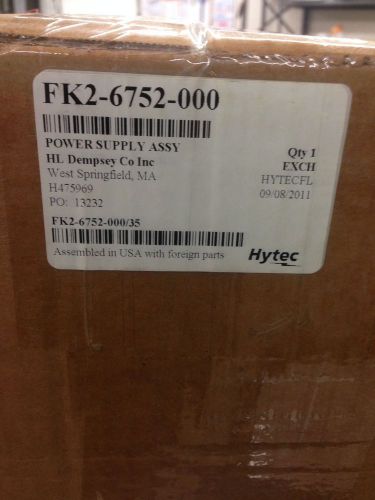 FK2-6752-000
POWER SUPPLY ASSY
HL Dempsey Co Inc
West Springfield, MA
H475969
PO: 13232
Qty 1
EXCH
HYTECFL
09/08/2011
FK2-6752-000/35
Assembled in USA with foreign parts
Hytec